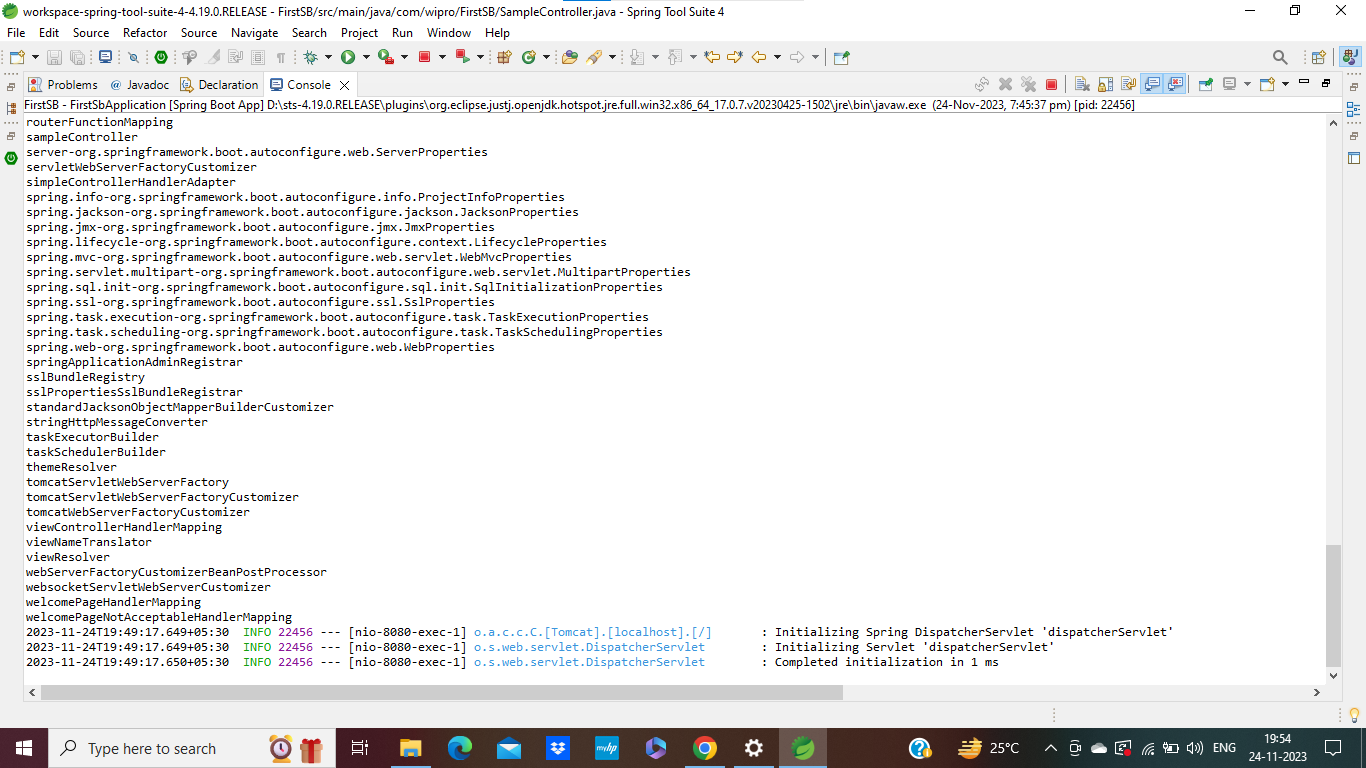 workspace-spring-tool-suite-4-4.19.0.RELEASE - FirstSB/src/main/java/com/wipro/FirstSB/SampleController.java - Spring Tool Suite 4
File Edit Source Refactor Source Navigate Search Project Run Window Help
Problems @ Javadoc Declaration Console
FirstSB - FirstSbApplication [Spring Boot App] D:\sts-4.19.0.RELEASE\plugins\org.eclipse.justj.openjdk.hotspot.jre.full.win32.x86_64_17.0.7.v20230425-1502\jre\bin\javaw.exe (24-Nov-2023, 7:45:37 pm) [pid: 22456]
routerFunctionMapping
sampleController
server-org.springframework.boot.autoconfigure.web.ServerProperties
servletWebServerFactoryCustomizer
simpleControllerHandlerAdapter
spring.info-org.springframework.boot.autoconfigure.info.ProjectInfoProperties
spring.jackson-org.springframework.boot.autoconfigure.jackson.JacksonProperties
spring.jmx-org.springframework.boot.autoconfigure.jmx.JmxProperties
spring.lifecycle-org.springframework.boot.autoconfigure.context.LifecycleProperties
spring.mvc-org.springframework.boot.autoconfigure.web.servlet.WebMvcProperties
spring.servlet.multipart-org.springframework.boot.autoconfigure.web.servlet.MultipartProperties
spring.sql.init-org.springframework.boot.autoconfigure.sql.init.SqlInitializationProperties
spring.ssl-org.springframework.boot.autoconfigure.ssl.SslProperties
spring.task.execution-org.springframework.boot.autoconfigure.task.TaskExecutionProperties
spring.task.scheduling-org.springframework.boot.autoconfigure.task.TaskSchedulingProperties
spring.web-org.springframework.boot.autoconfigure.web.WebProperties
springApplicationAdminRegistrar
sslBundleRegistry
sslPropertiesSslBundleRegistrar
standardJacksonObjectMapperBuilderCustomizer
stringHttpMessageConverter
taskExecutorBuilder
taskSchedulerBuilder
themeResolver
tomcatServletWebServerFactory
tomcatServletWebServerFactoryCustomizer
tomcatWebServerFactoryCustomizer
viewControllerHandlerMapping
viewNameTranslator
viewResolver
webServerFactoryCustomizerBeanPostProcessor
websocketServletWebServerCustomizer
welcomePageHandlerMapping
welcomePageNotAcceptableHandlerMapping
2023-11-24T19:49:17.649+05:30 INFO 22456 --- [nio-8080-exec-1] o.a.c.c.C.[Tomcat].[localhost].[/] : Initializing Spring DispatcherServlet 'dispatcherServlet'
2023-11-24T19:49:17.649+05:30 INFO 22456 --- [nio-8080-exec-1] o.s.web.servlet.DispatcherServlet : Initializing Servlet 'dispatcherServlet'
2023-11-24T19:49:17.650+05:30 INFO 22456 --- [nio-8080-exec-1] o.s.web.servlet.DispatcherServlet : Completed initialization in 1 ms
Type here to search
myhp
25°C
ENG
19:54
24-11-2023